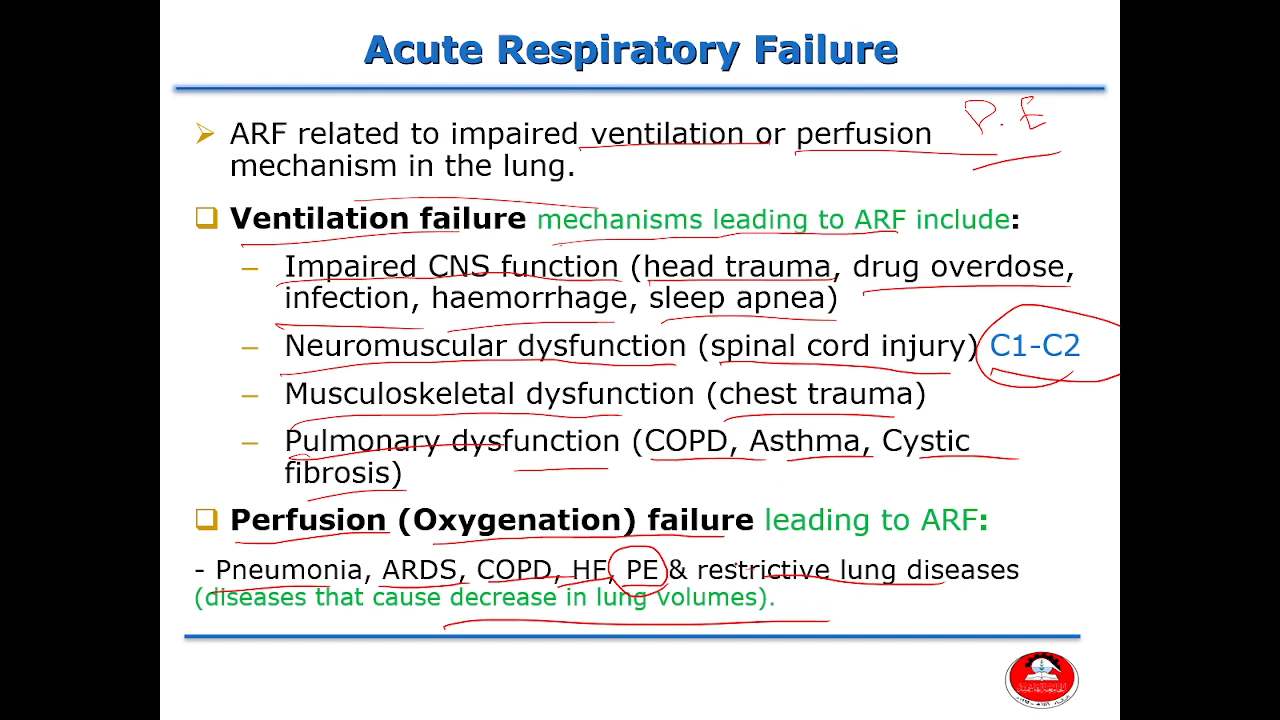 Acute Respiratory Failure
P.E
➢ ARF related to impaired ventilation or perfusion
mechanism in the lung.
❑ Ventilation failure mechanisms leading to ARF include:
– Impaired CNS function (head trauma, drug overdose,
infection, haemorrhage, sleep apnea)
– Neuromuscular dysfunction (spinal cord injury) C1-C2
– Musculoskeletal dysfunction (chest trauma)
– Pulmonary dysfunction (COPD, Asthma, Cystic
fibrosis)
❑ Perfusion (Oxygenation) failure leading to ARF:
- Pneumonia, ARDS, COPD, HF, PE & restrictive lung diseases
(diseases that cause decrease in lung volumes).